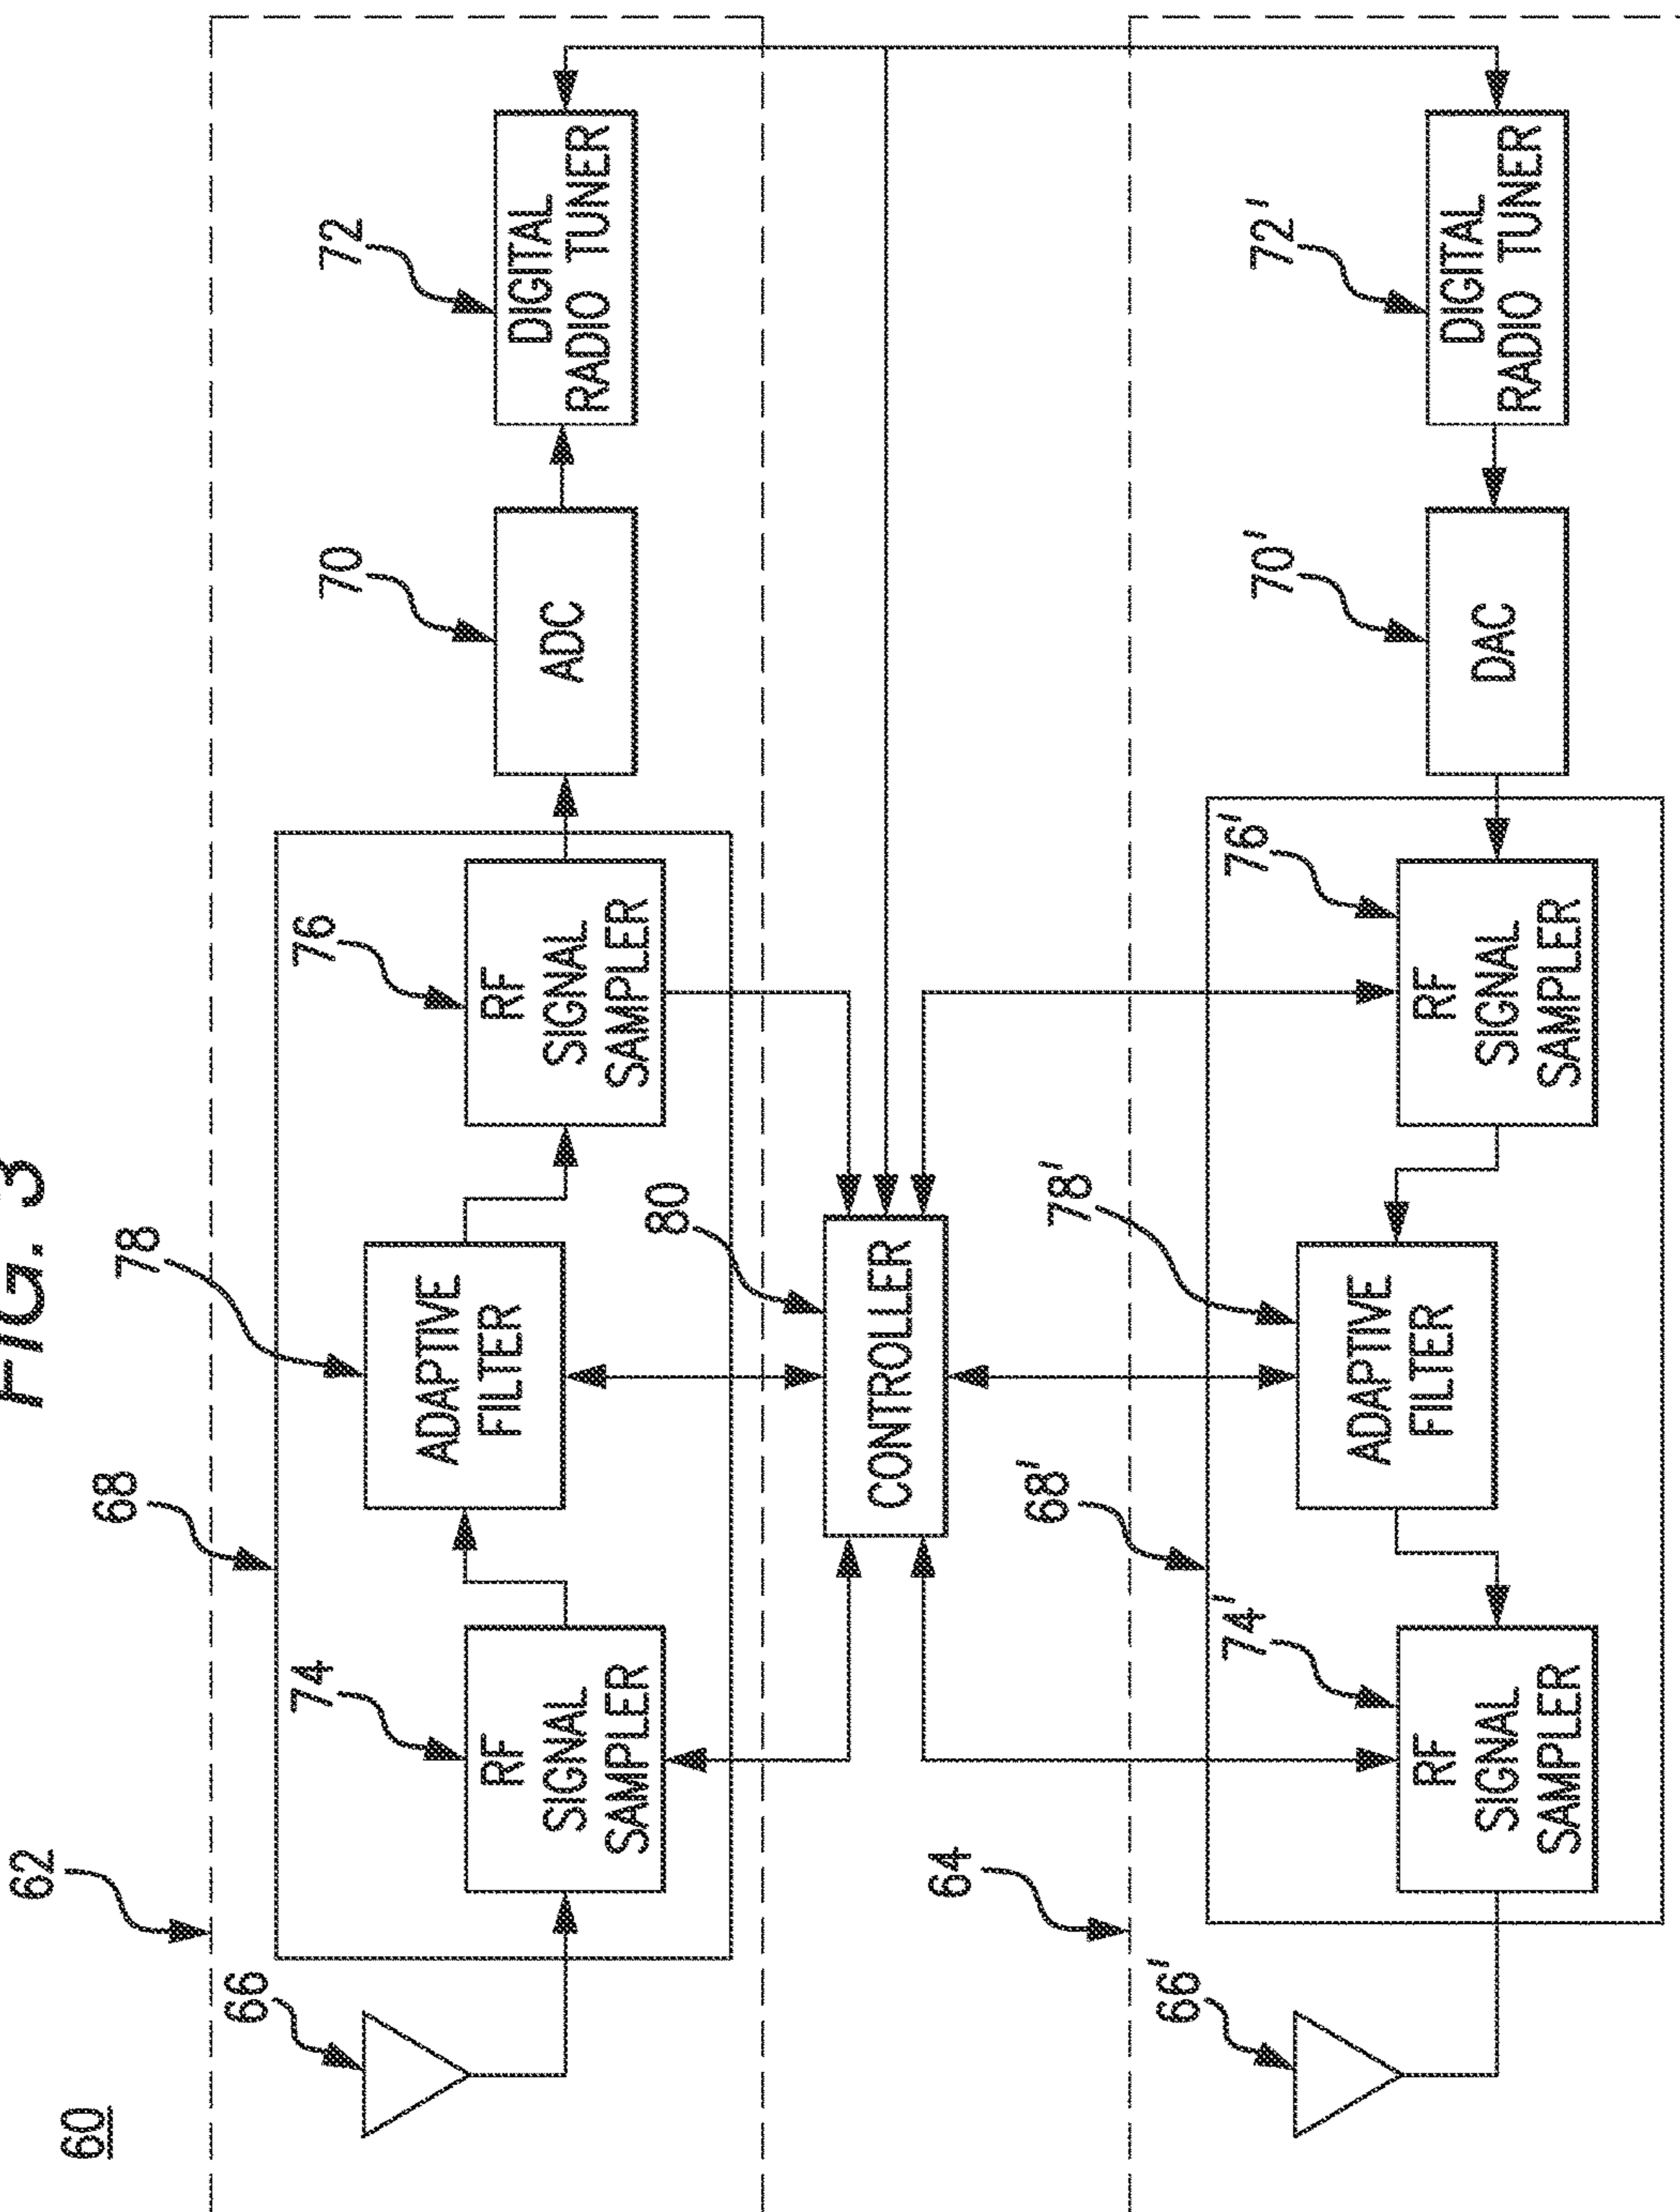 FIG. 3
60
62
66
68
74
RF
SIGNAL
SAMPLER
78
ADAPTIVE
FILTER
76
RF
SIGNAL
SAMPLER
70
ADC
72
DIGITAL
RADIO TUNER
80
CONTROLLER
64
66'
68'
74'
RF
SIGNAL
SAMPLER
78'
ADAPTIVE
FILTER
76'
RF
SIGNAL
SAMPLER
70'
DAC
72'
DIGITAL
RADIO TUNER